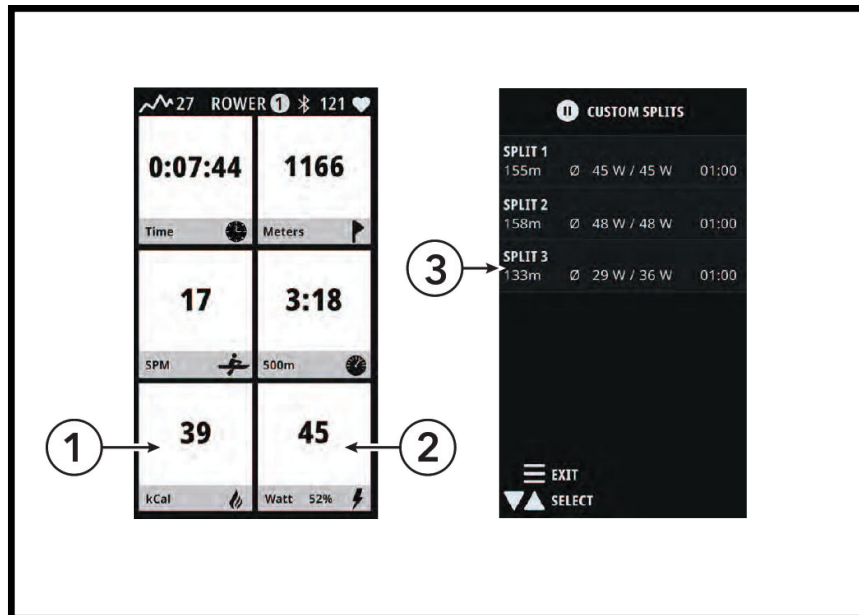 27 ROWER 1 121
0:07:44
Time
1166
Meters
17
SPM
3:18
500m
39
kCal
45
Watt 52%
1
2
CUSTOM SPLITS
SPLIT 1
155m Ø 45 W / 45 W 01:00
SPLIT 2
158m Ø 48 W / 48 W 01:00
SPLIT 3
133m Ø 29 W / 36 W 01:00
3
EXIT
SELECT